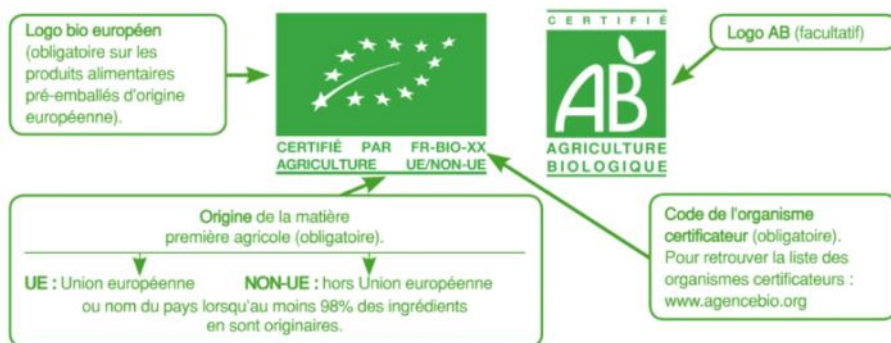 Logo bio européen
(obligatoire sur les
produits alimentaires
pré-emballés d'origine
européenne).
CERTIFIÉ PAR FR-BIO-XX
AGRICULTURE UE/NON-UE
CERTIFIÉ
AB
AGRICULTURE
BIOLOGIQUE
Logo AB (facultatif)
Origine de la matière
première agricole (obligatoire).
UE : Union européenne
NON-UE : hors Union européenne
ou nom du pays lorsqu'au moins 98% des ingrédients
en sont originaires.
Code de l'organisme
certificateur (obligatoire).
Pour retrouver la liste des
organismes certificateurs :
www.agencebio.org